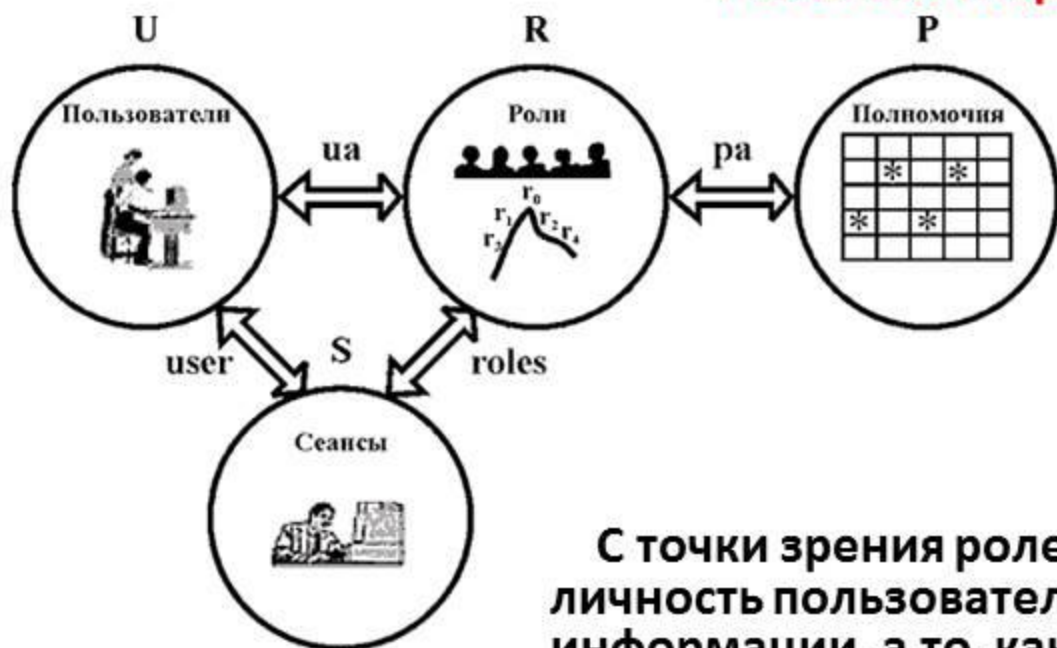 U R P
Пользователи Роли Полномочия
ua pa
* *
r₀
r₁ r₂
r₃ r₄
* *
user S roles
Сеансы
С точки зрения роле
личность пользовател